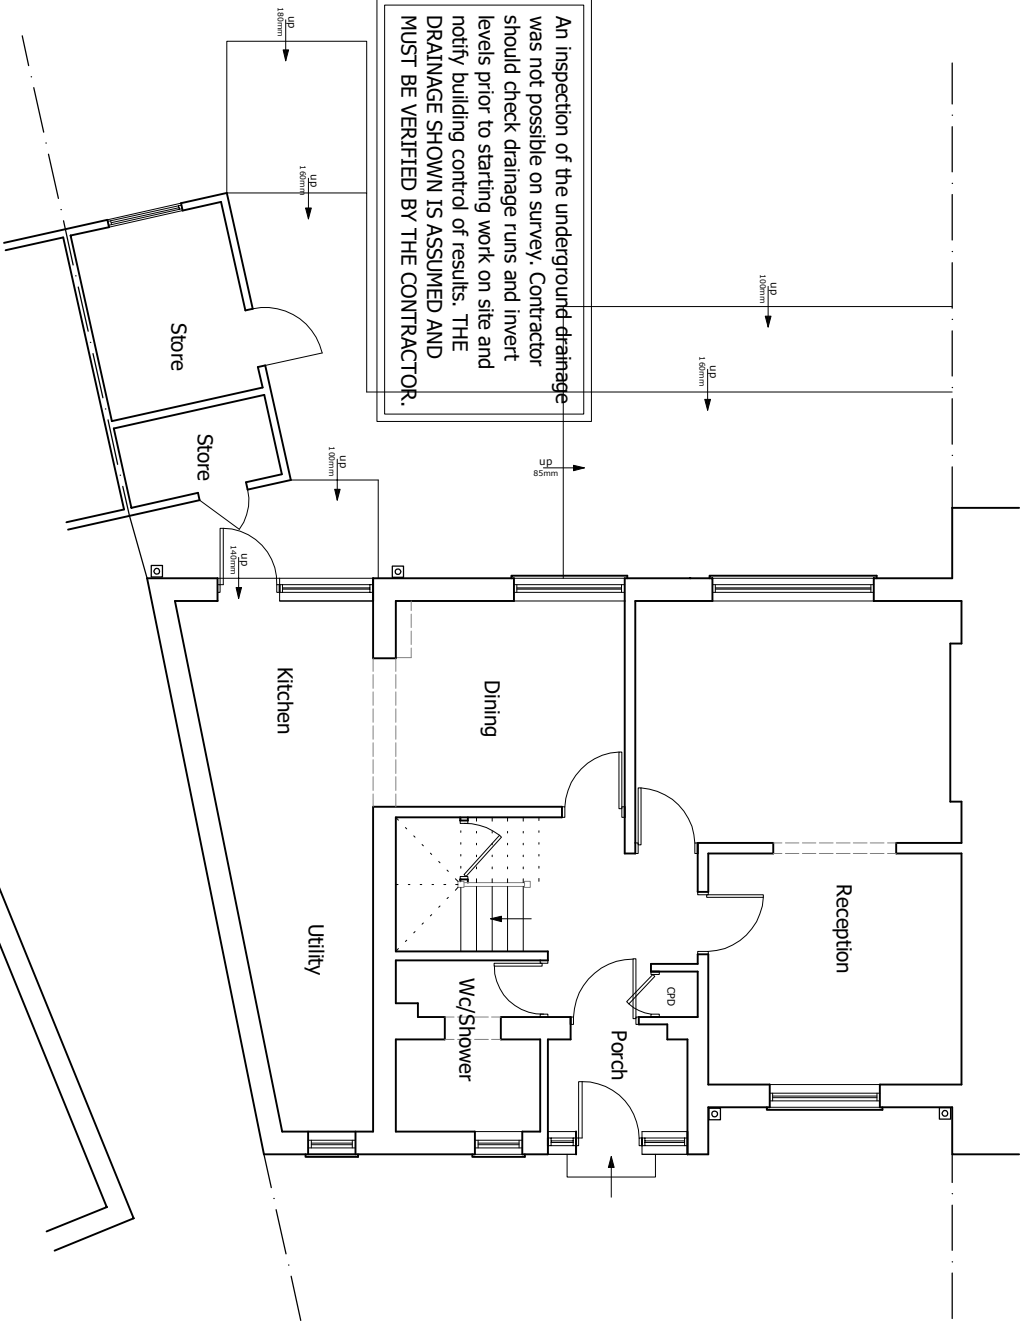 An inspection of the underground drainage
was not possible on survey. Contractor
should check drainage runs and invert
levels prior to starting work on site and
notify building control of results. THE
DRAINAGE SHOWN IS ASSUMED AND
MUST BE VERIFIED BY THE CONTRACTOR.
up
100mm
up
160mm
up
85mm
up
180mm
up
160mm
up
100mm
up
140mm
Store
Store
Kitchen
Dining
Reception
Utility
Wc/Shower
CPD
Porch